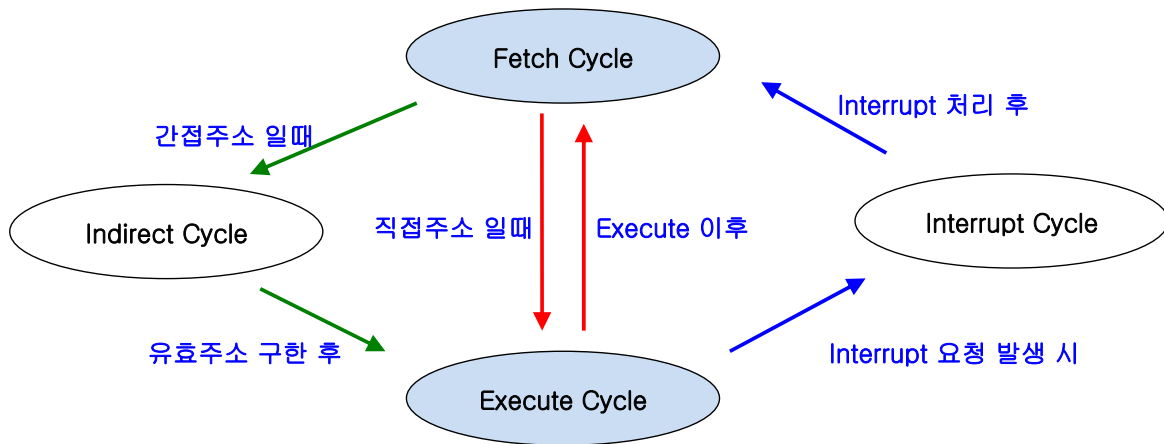 Fetch Cycle
Interrupt 처리 후
간접주소 일때
Indirect Cycle
직접주소 일때
Execute 이후
Interrupt Cycle
유효주소 구한 후
Interrupt 요청 발생 시
Execute Cycle